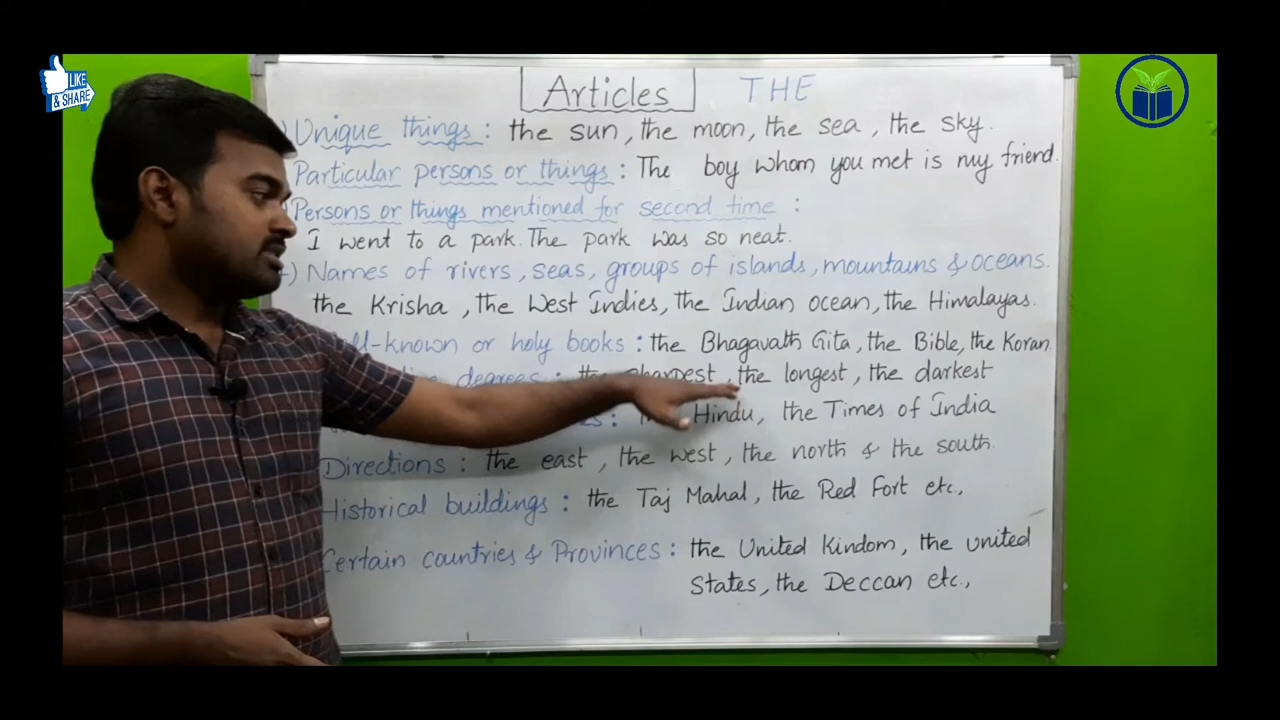 LIKE
& SHARE
Articles THE
Unique things : the sun, the moon, the sea, the sky.
Particular persons or things : The boy whom you met is my friend.
Persons or things mentioned for second time :
I went to a park. The park was so neat.
Names of rivers, seas, groups of islands, mountains & oceans.
the Krisha, the West Indies, the Indian ocean, the Himalayas.
-known or holy books : the Bhagavath Gita, the Bible, the Koran.
degrees : the , the longest, the darkest
: Hindu, the Times of India
Directions : the east, the west, the north & the south.
Historical buildings : the Taj Mahal, the Red Fort etc.,
Certain countries & Provinces : the United Kindom, the united
States, the Deccan etc.,